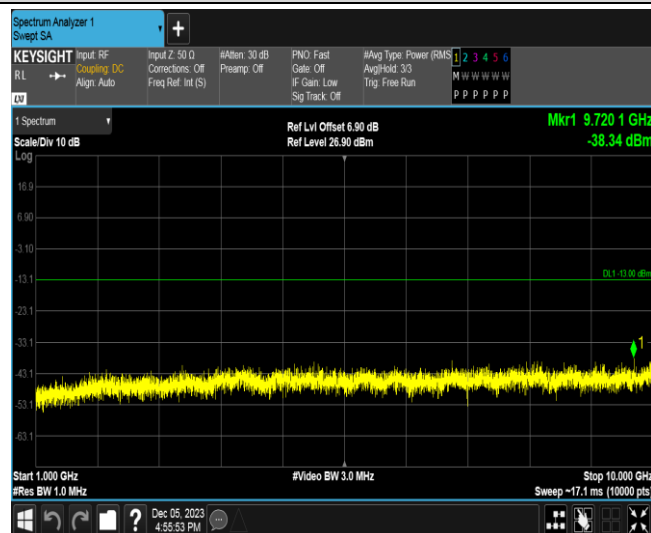 Spectrum Analyzer 1
Swept SA
KEYSIGHT Input: RF Input Z: 50 Ω #Atten: 30 dB PNO: Fast #Avg Type: Power (RMS 1 2 3 4 5 6
RL Coupling: DC Corrections: Off Preamp: Off Gate: Off Avg|Hold: 3/3 M W W W W W
Align: Auto Freq Ref: Int (S) IF Gain: Low Trig: Free Run
Sig Track: Off P P P P P P
LXI
1 Spectrum Ref Lvl Offset 6.90 dB Mkr1 9.720 1 GHz
Scale/Div 10 dB Ref Level 26.90 dBm -38.34 dBm
Log
16.9
6.90
-3.10
-13.1 DL1 -13.00 dBm
-23.1
-33.1
1
-43.1
-53.1
-63.1
Start 1.000 GHz #Video BW 3.0 MHz Stop 10.000 GHz
#Res BW 1.0 MHz Sweep ~17.1 ms (10000 pts
? Dec 05, 2023
4:55:53 PM